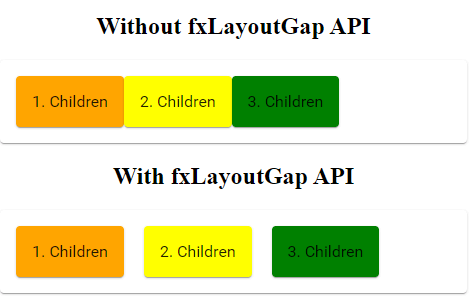 Without fxLayoutGap API
1. Children 2. Children 3. Children
With fxLayoutGap API
1. Children 2. Children 3. Children